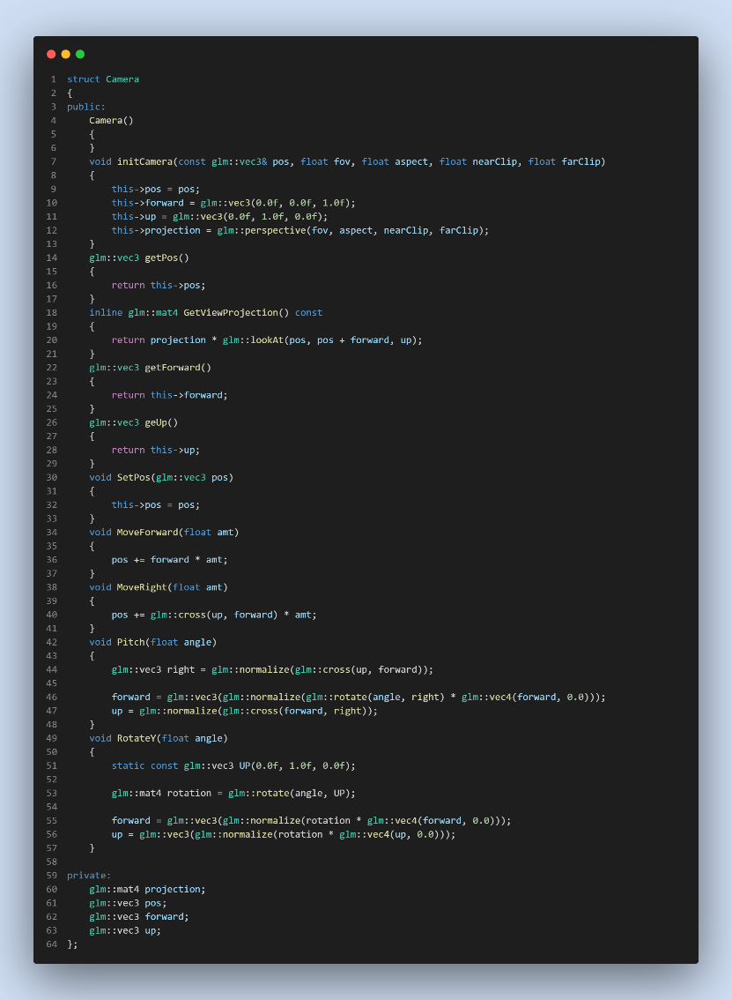 1 struct Camera
2 {
3 public:
4     Camera()
5     {
6     }
7     void initCamera(const glm::vec3& pos, float fov, float aspect, float nearClip, float farClip)
8     {
9         this->pos = pos;
10         this->forward = glm::vec3(0.0f, 0.0f, 1.0f);
11         this->up = glm::vec3(0.0f, 1.0f, 0.0f);
12         this->projection = glm::perspective(fov, aspect, nearClip, farClip);
13     }
14     glm::vec3 getPos()
15     {
16         return this->pos;
17     }
18     inline glm::mat4 GetViewProjection() const
19     {
20         return projection * glm::lookAt(pos, pos + forward, up);
21     }
22     glm::vec3 getForward()
23     {
24         return this->forward;
25     }
26     glm::vec3 geUp()
27     {
28         return this->up;
29     }
30     void SetPos(glm::vec3 pos)
31     {
32         this->pos = pos;
33     }
34     void MoveForward(float amt)
35     {
36         pos += forward * amt;
37     }
38     void MoveRight(float amt)
39     {
40         pos += glm::cross(up, forward) * amt;
41     }
42     void Pitch(float angle)
43     {
44         glm::vec3 right = glm::normalize(glm::cross(up, forward));
45
46         forward = glm::vec3(glm::normalize(glm::rotate(angle, right) * glm::vec4(forward, 0.0)));
47         up = glm::normalize(glm::cross(forward, right));
48     }
49     void RotateY(float angle)
50     {
51         static const glm::vec3 UP(0.0f, 1.0f, 0.0f);
52
53         glm::mat4 rotation = glm::rotate(angle, UP);
54
55         forward = glm::vec3(glm::normalize(rotation * glm::vec4(forward, 0.0)));
56         up = glm::vec3(glm::normalize(rotation * glm::vec4(up, 0.0)));
57     }
58
59 private:
60     glm::mat4 projection;
61     glm::vec3 pos;
62     glm::vec3 forward;
63     glm::vec3 up;
64 };